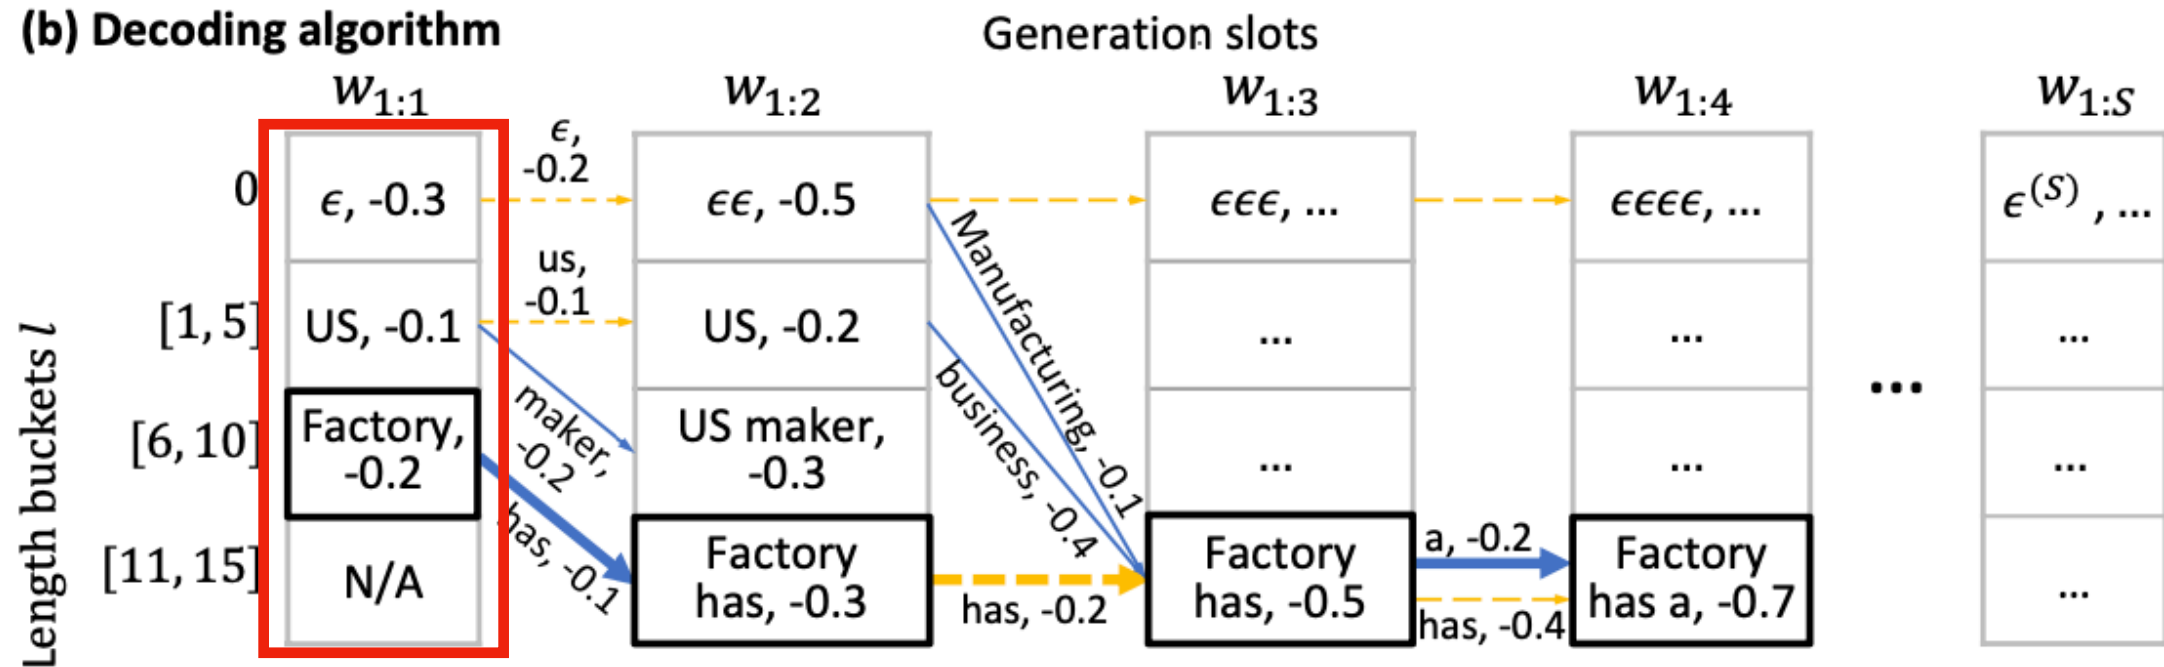 (b) Decoding algorithm
Generation slots
w1:1
w1:2
w1:3
w1:4
w1:S
Length buckets l
0
ϵ, -0.3
ϵ,
-0.2
ϵϵ, -0.5
ϵϵϵ, ...
ϵϵϵϵ, ...
ϵ(S) , ...
[1, 5]
US, -0.1
us,
-0.1
US, -0.2
...
...
...
...
[6, 10]
Factory,
-0.2
maker,
-0.2
US maker,
-0.3
Manufacturing, -0.1
business, -0.4
...
...
...
[11, 15]
N/A
has, -0.1
Factory
has, -0.3
has, -0.2
Factory
has, -0.5
a, -0.2
has, -0.4
Factory
has a, -0.7
...